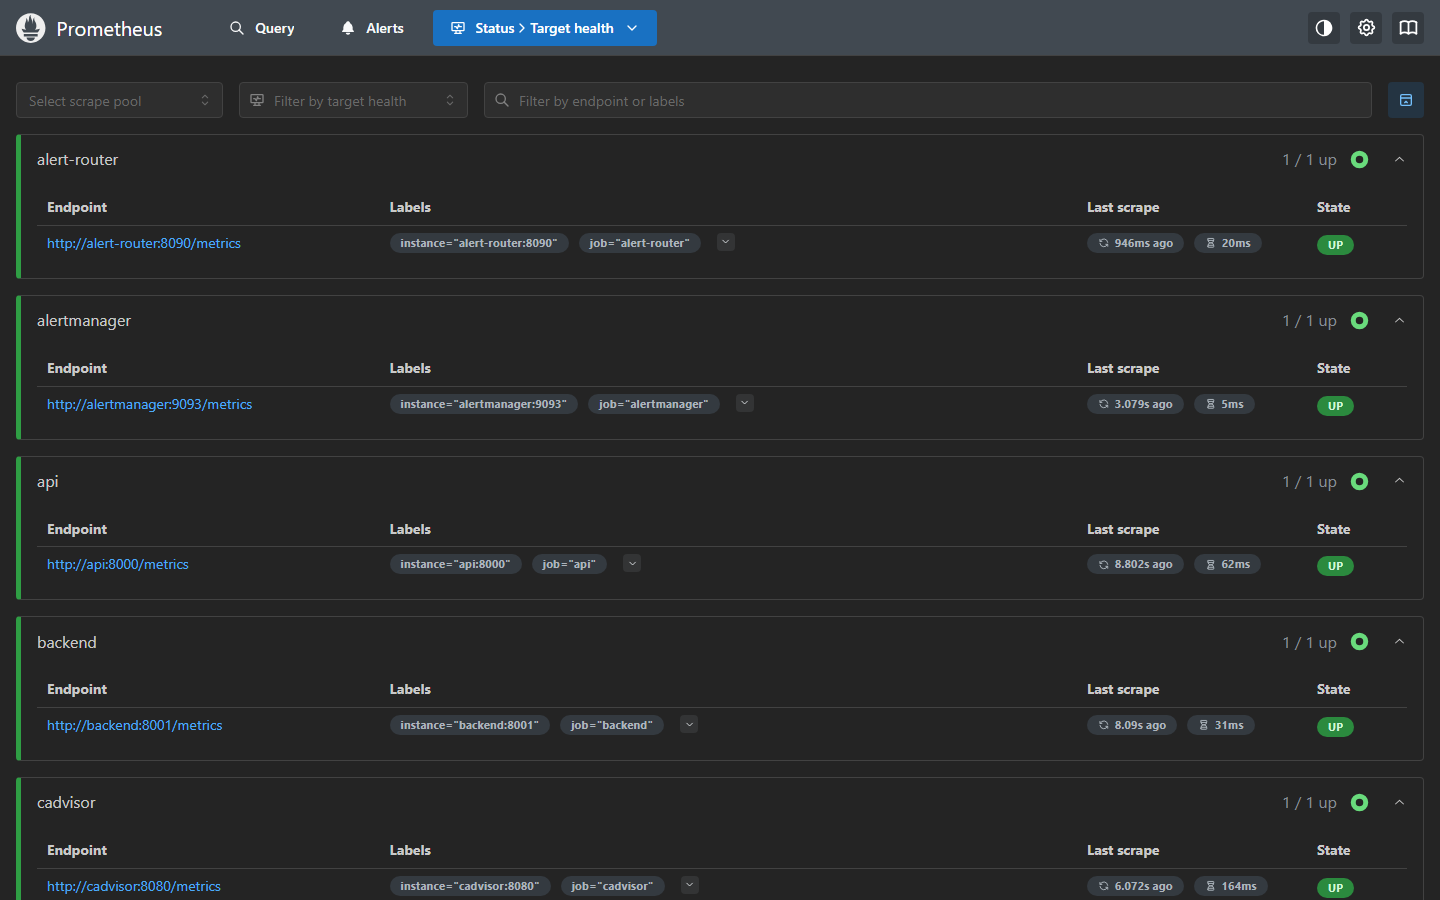 Prometheus Query Alerts Status > Target health
Select scrape pool Filter by target health Filter by endpoint or labels
alert-router 1 / 1 up
Endpoint Labels Last scrape State
http://alert-router:8090/metrics instance="alert-router:8090" job="alert-router" 946ms ago 20ms UP
alertmanager 1 / 1 up
Endpoint Labels Last scrape State
http://alertmanager:9093/metrics instance="alertmanager:9093" job="alertmanager" 3.079s ago 5ms UP
api 1 / 1 up
Endpoint Labels Last scrape State
http://api:8000/metrics instance="api:8000" job="api" 8.802s ago 62ms UP
backend 1 / 1 up
Endpoint Labels Last scrape State
http://backend:8001/metrics instance="backend:8001" job="backend" 8.09s ago 31ms UP
cadvisor 1 / 1 up
Endpoint Labels Last scrape State
http://cadvisor:8080/metrics instance="cadvisor:8080" job="cadvisor" 6.072s ago 164ms UP